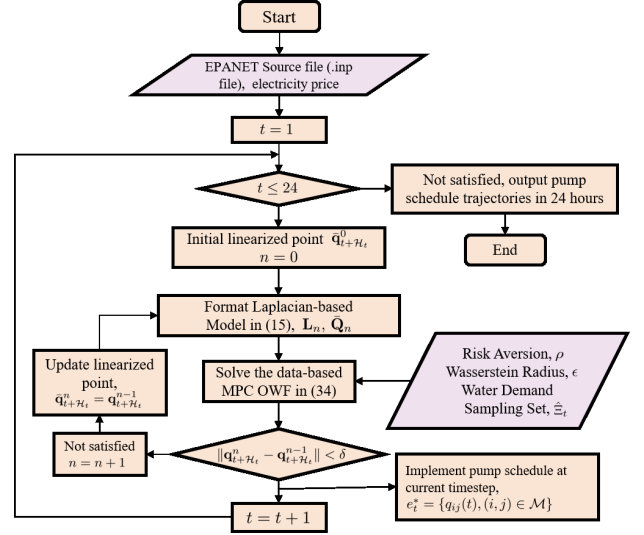 Start
EPANET Source file (.inp
file), electricity price
t = 1
t ≤ 24
Not satisfied, output pump
schedule trajectories in 24 hours
End
Initial linearized point q̄⁰_{t+ℋ_t}
n = 0
Format Laplacian-based
Model in (15), L_n, Q̄_n
Update linearized
point,
q̄ⁿ_{t+ℋ_t} = qⁿ⁻¹_{t+ℋ_t}
Solve the data-based
MPC OWF in (34)
Risk Aversion, ρ
Wasserstein Radius, ϵ
Water Demand
Sampling Set, Ξ̂_t
Not satisfied
n = n + 1
‖qⁿ_{t+ℋ_t} − qⁿ⁻¹_{t+ℋ_t}‖ < δ
Implement pump schedule at
current timestep,
e*_t = {q_{ij}(t), (i, j) ∈ ℳ}
t = t + 1